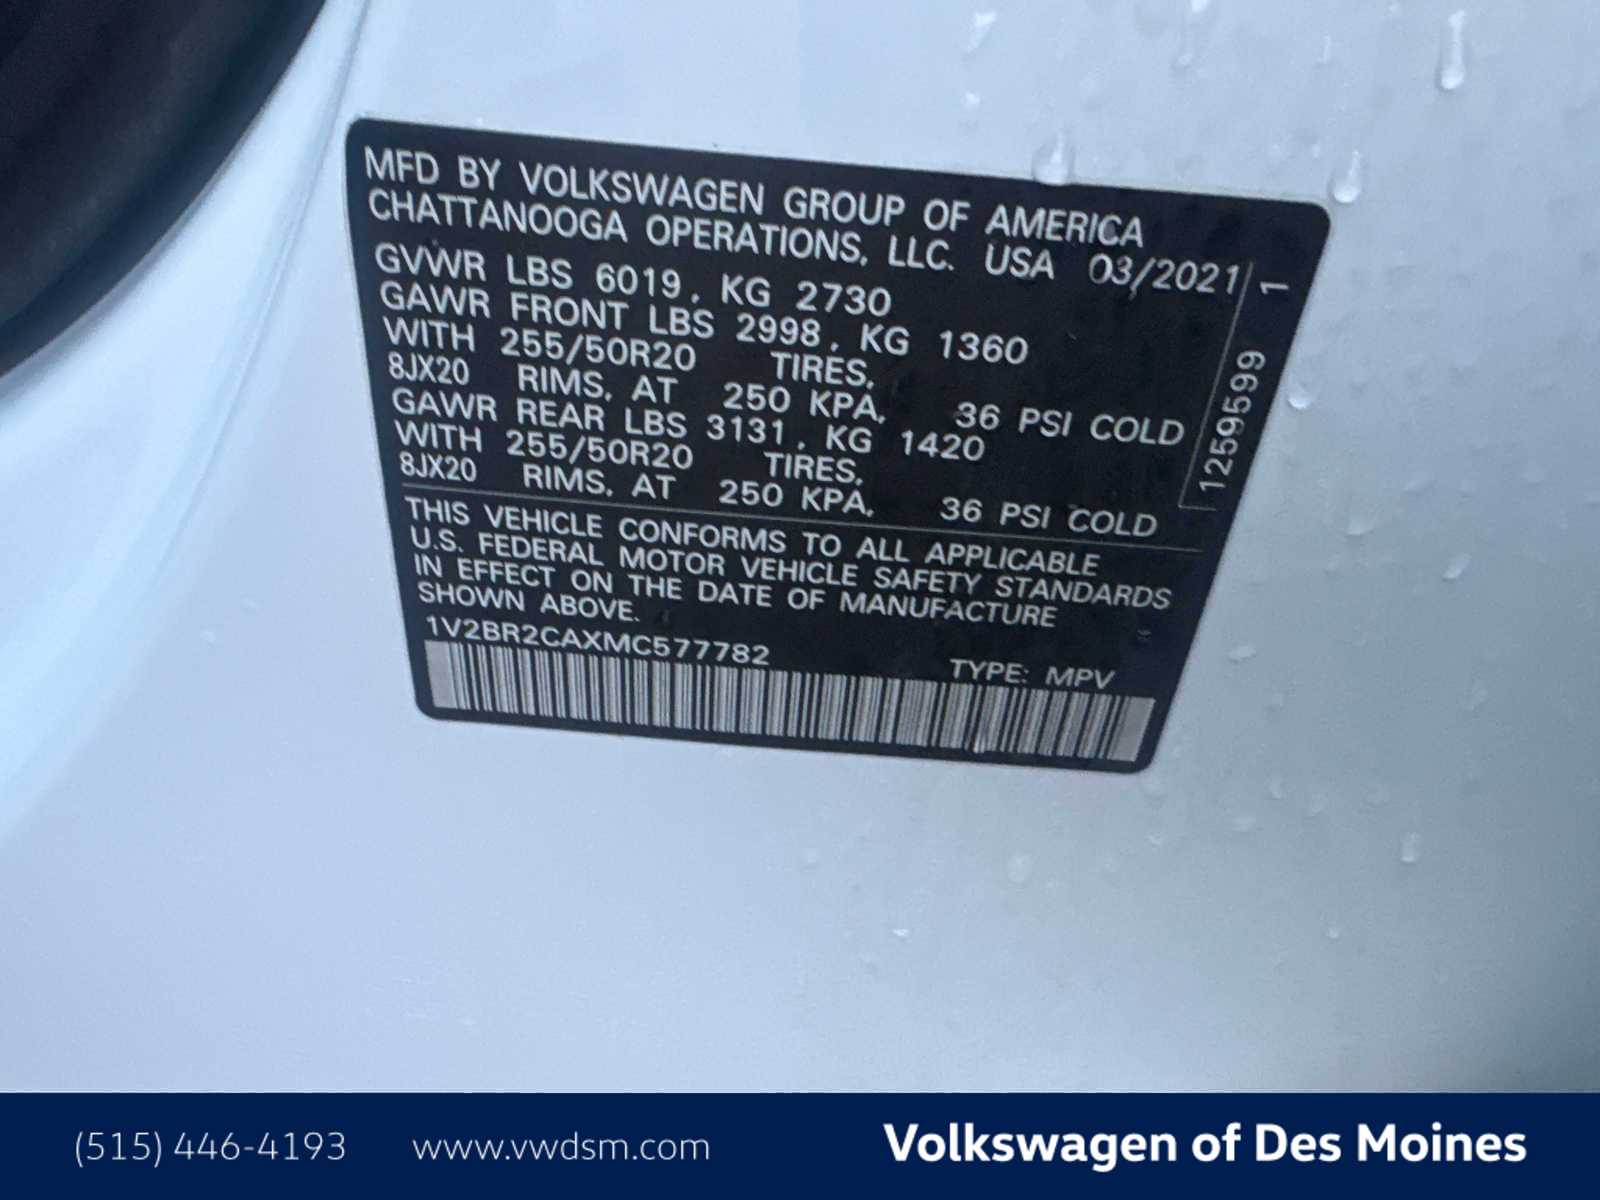 MFD BY VOLKSWAGEN GROUP OF AMERICA
CHATTANOOGA OPERATIONS, LLC. USA 03/2021
GVWR LBS 6019, KG 2730
GAWR FRONT LBS 2998, KG 1360
WITH 255/50R20 TIRES,
8JX20 RIMS, AT 250 KPA, 36 PSI COLD
GAWR REAR LBS 3131, KG 1420
WITH 255/50R20 TIRES,
8JX20 RIMS, AT 250 KPA, 36 PSI COLD
THIS VEHICLE CONFORMS TO ALL APPLICABLE
U.S. FEDERAL MOTOR VEHICLE SAFETY STANDARDS
IN EFFECT ON THE DATE OF MANUFACTURE
SHOWN ABOVE.
1V2BR2CAXMC577782 TYPE: MPV
1259599 1
(515) 446-4193 www.vwdsm.com Volkswagen of Des Moines